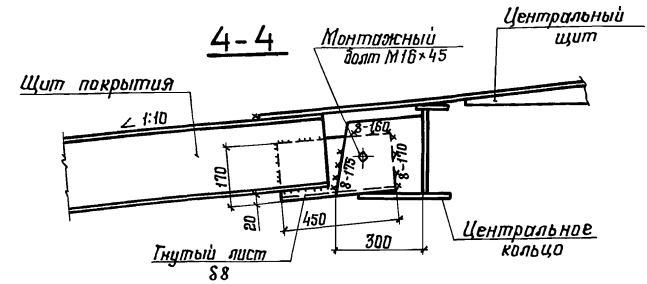 4-4
Монтажный
болт М16×45
Центральный
щит
Щит покрытия
∠ 1:10
8-160
8-170
8-175
170
20
450
300
Гнутый лист
δ8
Центральное
кольцо